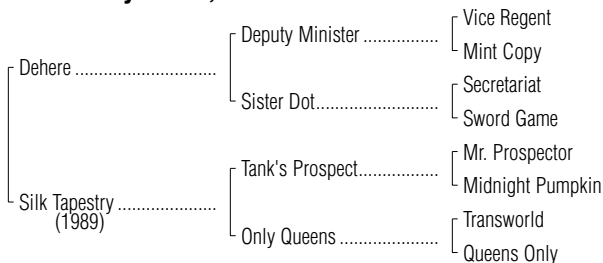 Vice Regent
Deputy Minister ................
Mint Copy
Dehere .............................
Secretariat
Sister Dot.........................
Sword Game
Mr. Prospector
Tank's Prospect................
Midnight Pumpkin
Silk Tapestry ....................
(1989)
Transworld
Only Queens ....................
Queens Only